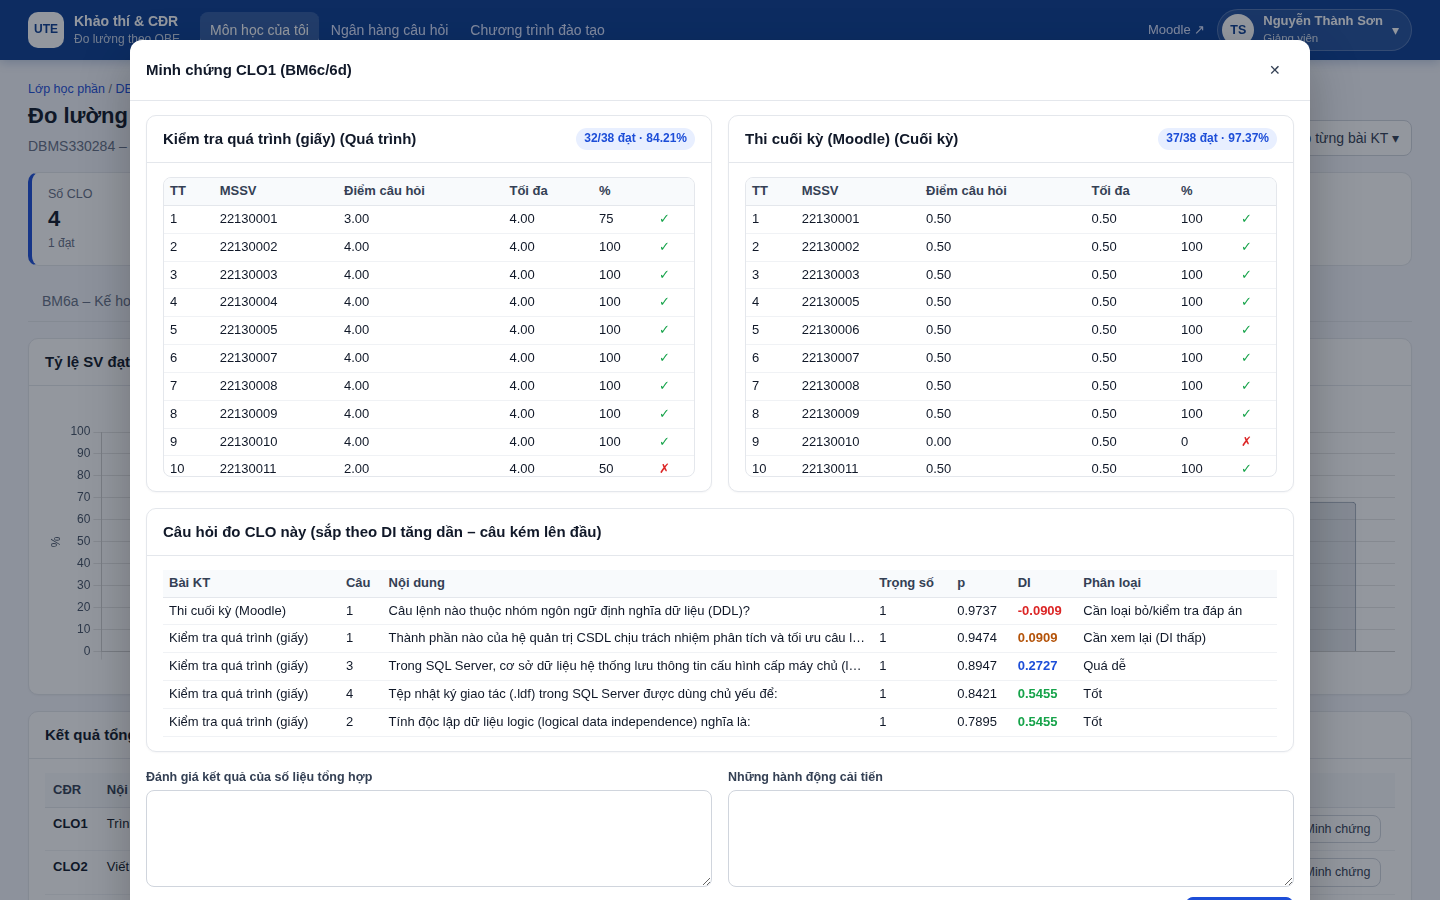 UTE
Khảo thí & CĐR
Đo lường theo OBE
Môn học của tôi
Ngân hàng câu hỏi
Chương trình đào tạo
Moodle ↗
TS
Nguyễn Thành Sơn
Giảng viên
▾
Lớp học phần /
Đo lường
DBMS330284 –
từng bài KT ▾
Số CLO
4
1 đạt
BM6a – Kế
Tỷ lệ SV đạt
100
90
80
70
60
50
40
30
20
10
0
%
Kết quả
CĐR Nội
CLO1
CLO2 Viết
Minh chứng
Minh chứng
Minh chứng CLO1 (BM6c/6d)
✕
Kiểm tra quá trình (giấy) (Quá trình)
32/38 đạt · 84.21%
TT MSSV Điểm câu hỏi Tối đa %
1 22130001 3.00 4.00 75 ✓
2 22130002 4.00 4.00 100 ✓
3 22130003 4.00 4.00 100 ✓
4 22130004 4.00 4.00 100 ✓
5 22130005 4.00 4.00 100 ✓
6 22130007 4.00 4.00 100 ✓
7 22130008 4.00 4.00 100 ✓
8 22130009 4.00 4.00 100 ✓
9 22130010 4.00 4.00 100 ✓
10 22130011 2.00 4.00 50 ✗
Thi cuối kỳ (Moodle) (Cuối kỳ)
37/38 đạt · 97.37%
TT MSSV Điểm câu hỏi Tối đa %
1 22130001 0.50 0.50 100 ✓
2 22130002 0.50 0.50 100 ✓
3 22130003 0.50 0.50 100 ✓
4 22130005 0.50 0.50 100 ✓
5 22130006 0.50 0.50 100 ✓
6 22130007 0.50 0.50 100 ✓
7 22130008 0.50 0.50 100 ✓
8 22130009 0.50 0.50 100 ✓
9 22130010 0.00 0.50 0 ✗
10 22130011 0.50 0.50 100 ✓
Câu hỏi đo CLO này (sắp theo DI tăng dần – câu kém lên đầu)
Bài KT Câu Nội dung Trọng số p DI Phân loại
Thi cuối kỳ (Moodle) 1 Câu lệnh nào thuộc nhóm ngôn ngữ định nghĩa dữ liệu (DDL)? 1 0.9737 -0.0909 Cần loại bỏ/kiểm tra đáp án
Kiểm tra quá trình (giấy) 1 Thành phần nào của hệ quản trị CSDL chịu trách nhiệm phân tích và tối ưu câu l… 1 0.9474 0.0909 Cần xem lại (DI thấp)
Kiểm tra quá trình (giấy) 3 Trong SQL Server, cơ sở dữ liệu hệ thống lưu thông tin cấu hình cấp máy chủ (l… 1 0.8947 0.2727 Quá dễ
Kiểm tra quá trình (giấy) 4 Tệp nhật ký giao tác (.ldf) trong SQL Server được dùng chủ yếu để: 1 0.8421 0.5455 Tốt
Kiểm tra quá trình (giấy) 2 Tính độc lập dữ liệu logic (logical data independence) nghĩa là: 1 0.7895 0.5455 Tốt
Đánh giá kết quả của số liệu tổng hợp
Những hành động cải tiến